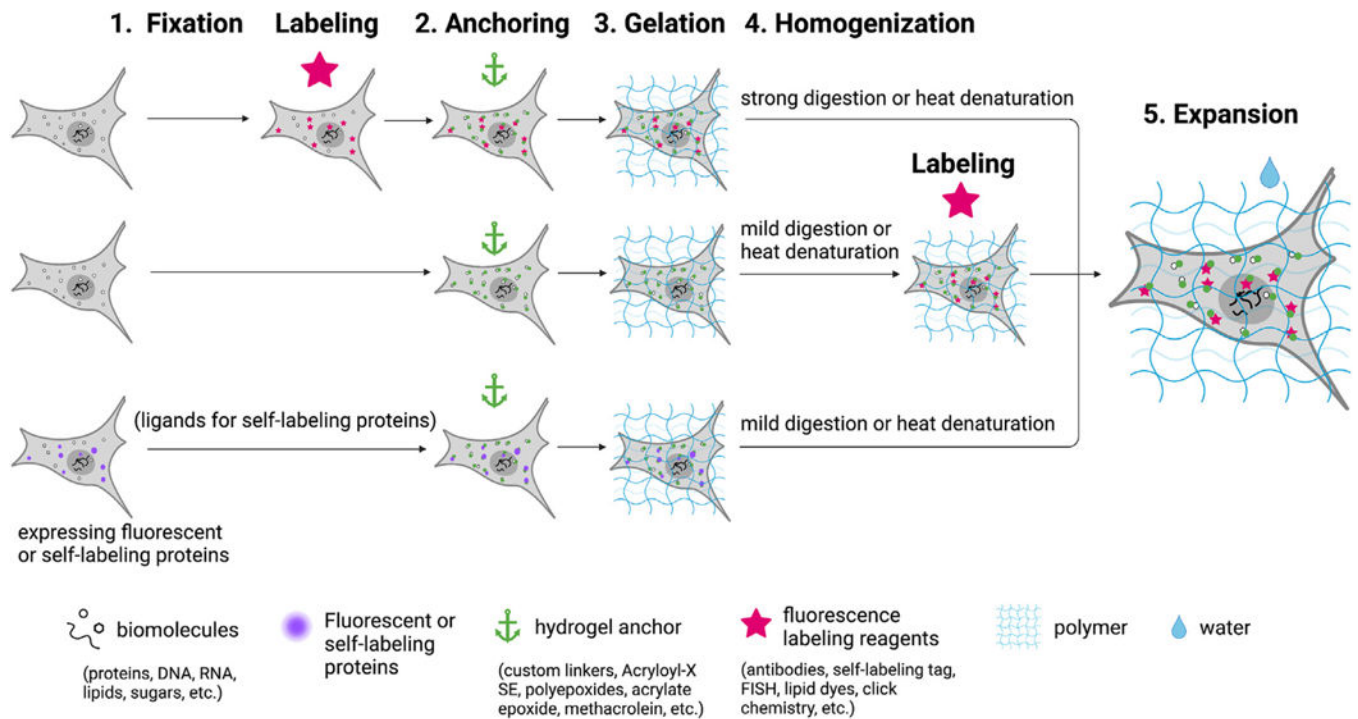 1. Fixation
Labeling
2. Anchoring
3. Gelation
4. Homogenization
strong digestion or heat denaturation
5. Expansion
Labeling
mild digestion or
heat denaturation
(ligands for self-labeling proteins)
mild digestion or heat denaturation
expressing fluorescent
or self-labeling proteins
biomolecules
(proteins, DNA, RNA,
lipids, sugars, etc.)
Fluorescent or
self-labeling
proteins
hydrogel anchor
(custom linkers, Acryloyl-X
SE, polyepoxides, acrylate
epoxide, methacrolein, etc.)
fluorescence
labeling reagents
(antibodies, self-labeling tag,
FISH, lipid dyes, click
chemistry, etc.)
polymer
water